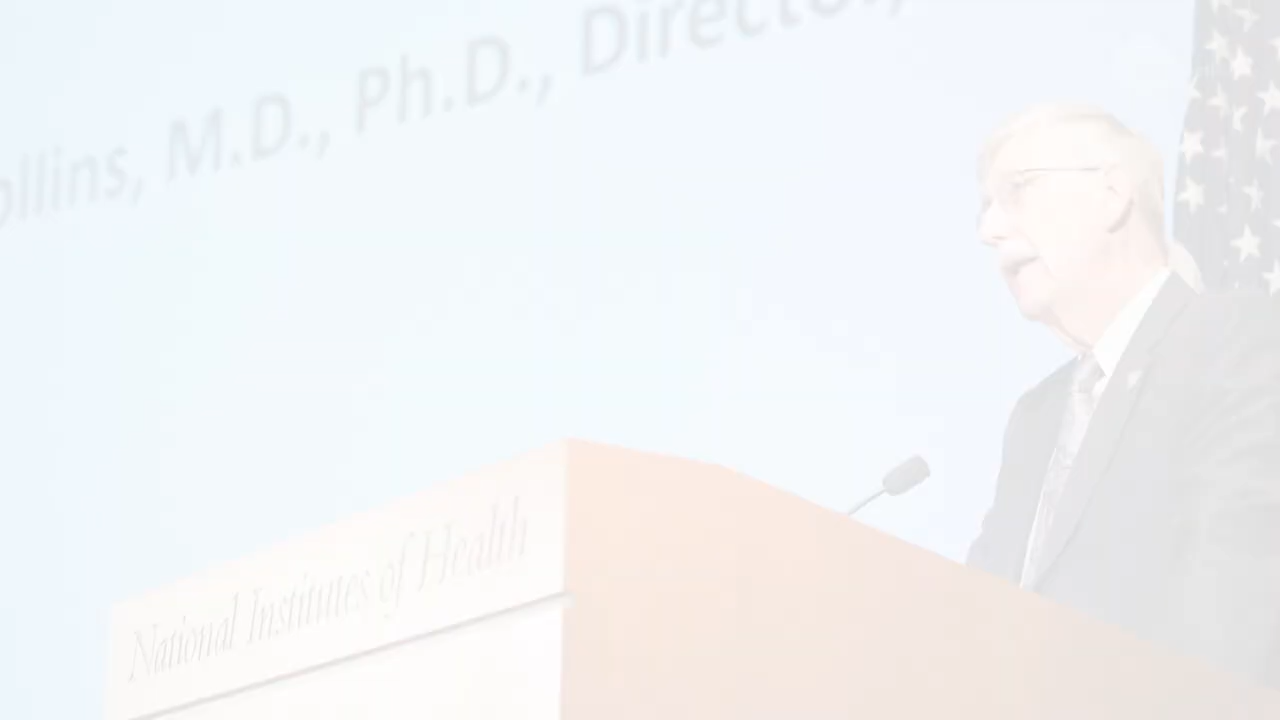 ollins, M.D., Ph.D., Director,
National Institutes of Health